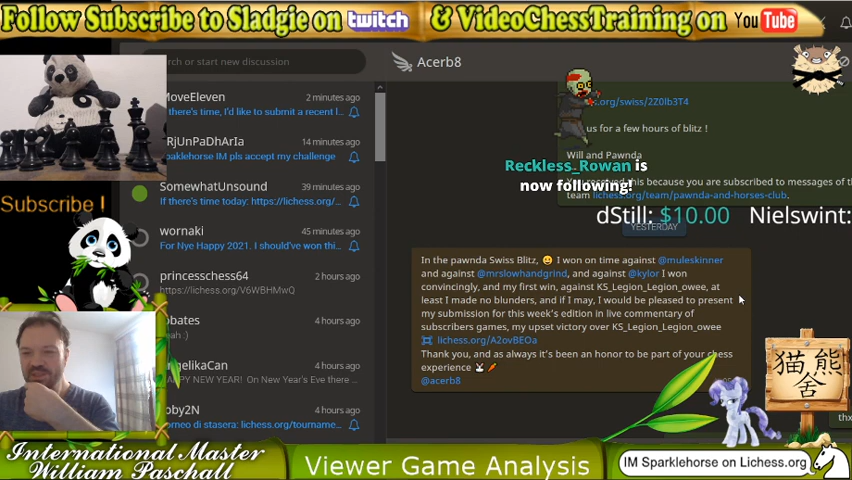 Follow Subscribe to Sladgie on twitch & VideoChessTraining on YouTube
rch or start new discussion
Acerb8
MoveEleven
2 minutes ago
there's time, I'd like to submit a recent l...
RjUnPaDhArIa
14 minutes ago
parklehorse IM pls accept my challenge
SomewhatUnsound
39 minutes ago
If there's time today: https://lichess.org/...
wornaki
45 minutes ago
For Nye Happy 2021. I should've won thi...
princesschess64
2 hours ago
https://lichess.org/V6WBHMwQ
bates
4 hours ago
eah :)
ngelikaCan
4 hours ago
APPY NEW YEAR! On New Year's Eve there ...
by2N
4 hours ago
orneo di stasera: lichess.org/tourname...
.org/swiss/2Z0lb3T4
us for a few hours of blitz !
Will and Pawnda
this because you are subscribed to messages of the
team lichess.org/team/pawnda-and-horses-club.
Reckless_Rowan is
now following!
dStill: $10.00 Nielswint:
YESTERDAY
In the pawnda Swiss Blitz, 😀 I won on time against @muleskinner
and against @mrslowhandgrind, and against @kylor I won
convincingly, and my first win, against KS_Legion_Legion_owee, at
least I made no blunders, and if I may, I would be pleased to present
my submission for this week's edition in live commentary of
subscribers games, my upset victory over KS_Legion_Legion_owee
lichess.org/A2ovBEOa
Thank you, and as always it's been an honor to be part of your chess
experience 🐰🥕
@acerb8
thx
Subscribe !
猫熊
舍
International Master
William Paschall
Viewer Game Analysis
IM Sparklehorse on Lichess.org